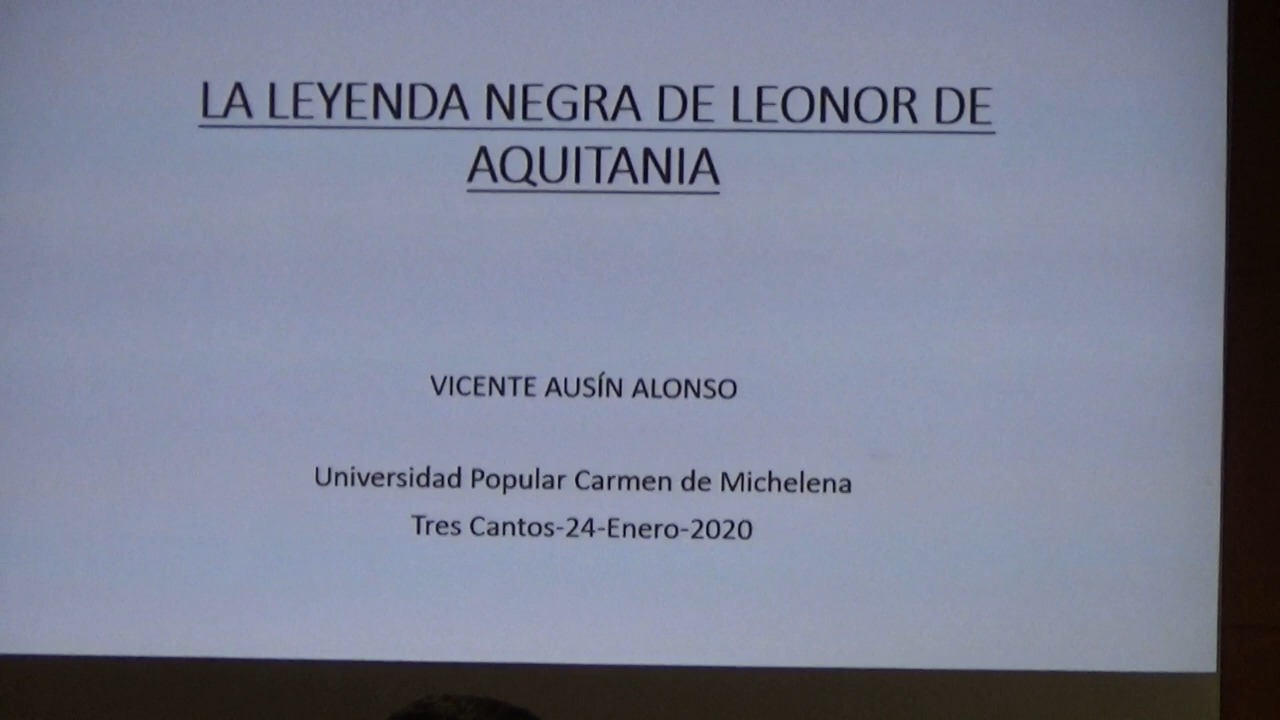 LA LEYENDA NEGRA DE LEONOR DE
AQUITANIA
VICENTE AUSÍN ALONSO
Universidad Popular Carmen de Michelena
Tres Cantos-24-Enero-2020